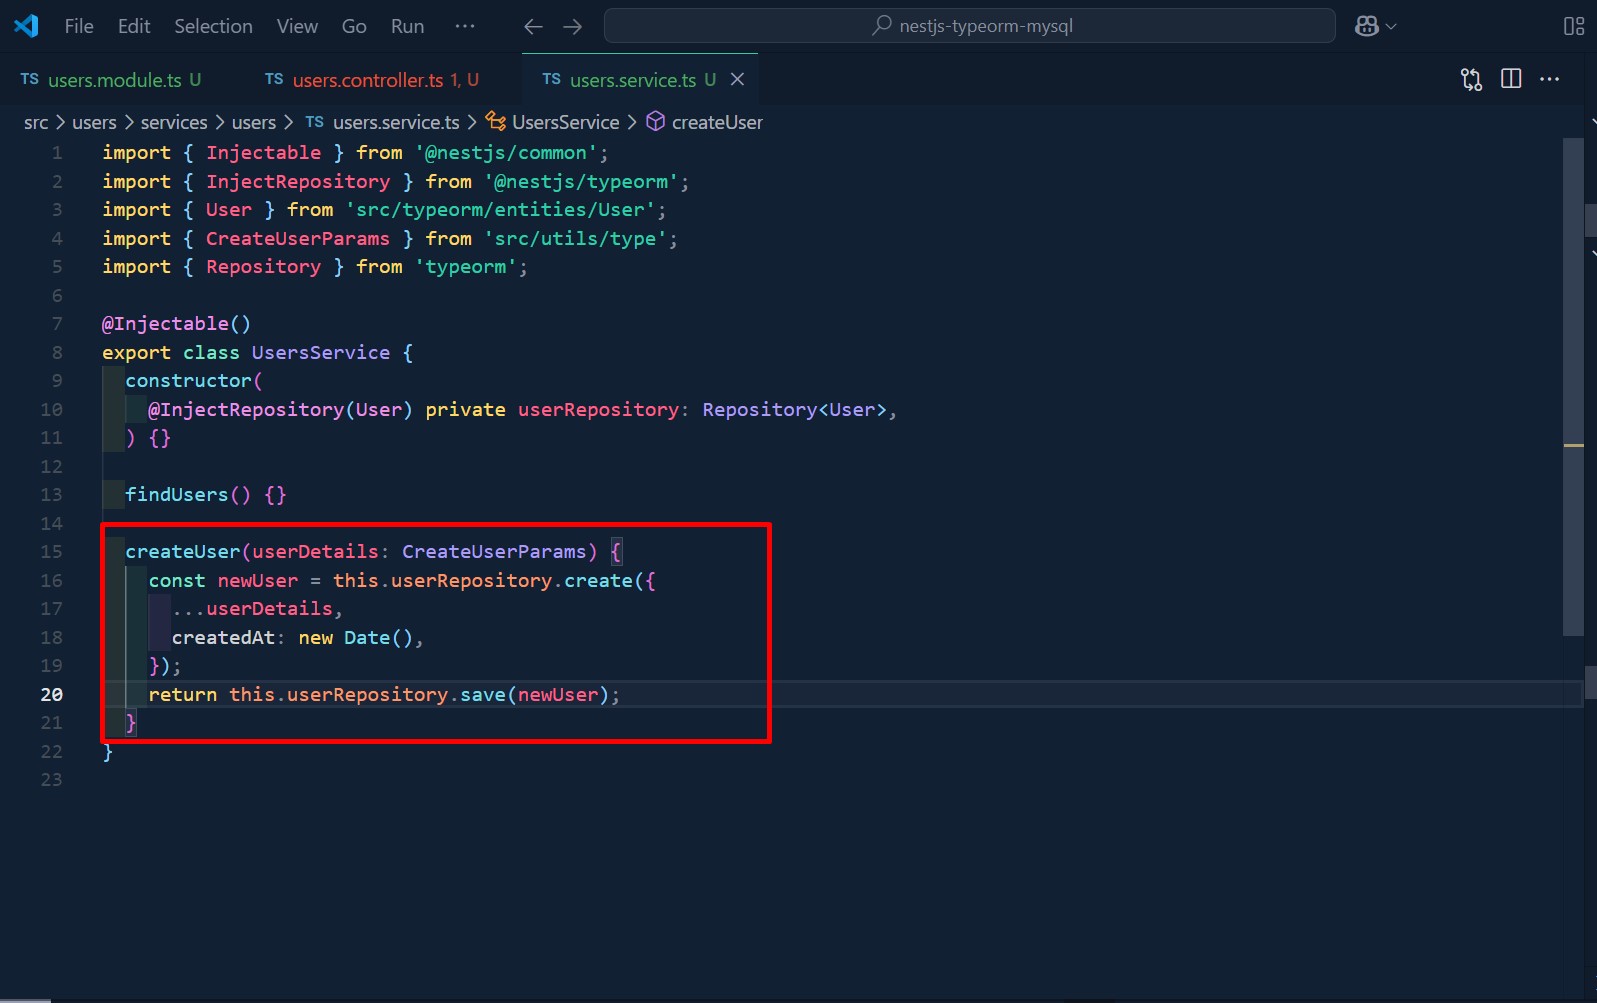 File Edit Selection View Go Run ··· ← → nestjs-typeorm-mysql
TS users.module.ts U TS users.controller.ts 1, U TS users.service.ts U
src > users > services > users > TS users.service.ts > UsersService > createUser
1 import { Injectable } from '@nestjs/common';
2 import { InjectRepository } from '@nestjs/typeorm';
3 import { User } from 'src/typeorm/entities/User';
4 import { CreateUserParams } from 'src/utils/type';
5 import { Repository } from 'typeorm';
6
7 @Injectable()
8 export class UsersService {
9 constructor(
10 @InjectRepository(User) private userRepository: Repository<User>,
11 ) {}
12
13 findUsers() {}
14
15 createUser(userDetails: CreateUserParams) {
16 const newUser = this.userRepository.create({
17 ...userDetails,
18 createdAt: new Date(),
19 });
20 return this.userRepository.save(newUser);
21 }
22 }
23